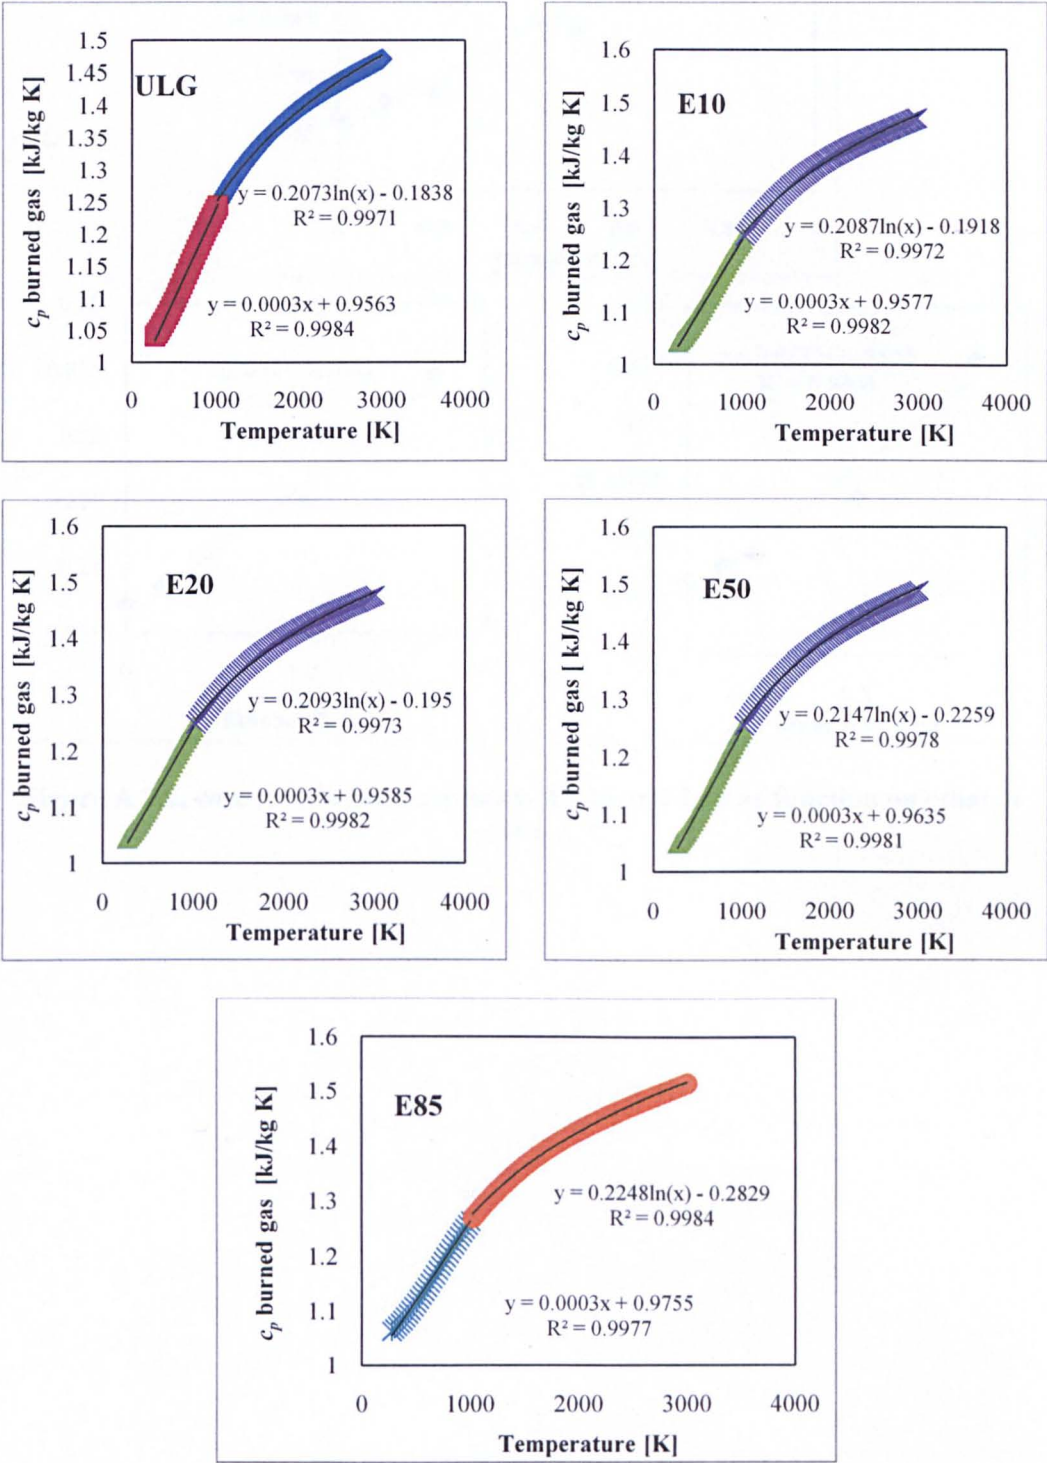 1.5
1.45
1.4
1.35
1.3
1.25
1.2
1.15
1.1
1.05
1
c_p burned gas [kJ/kg K]
ULG
y = 0.2073ln(x) - 0.1838
R² = 0.9971
y = 0.0003x + 0.9563
R² = 0.9984
0 1000 2000 3000 4000
Temperature [K]
1.6
1.5
1.4
1.3
1.2
1.1
1
c_p burned gas [kJ/kg K]
E10
y = 0.2087ln(x) - 0.1918
R² = 0.9972
y = 0.0003x + 0.9577
R² = 0.9982
0 1000 2000 3000 4000
Temperature [K]
1.6
1.5
1.4
1.3
1.2
1.1
1
c_p burned gas [kJ/kg K]
E20
y = 0.2093ln(x) - 0.195
R² = 0.9973
y = 0.0003x + 0.9585
R² = 0.9982
0 1000 2000 3000 4000
Temperature [K]
1.6
1.5
1.4
1.3
1.2
1.1
1
c_p burned gas [ kJ/kg K]
E50
y = 0.2147ln(x) - 0.2259
R² = 0.9978
y = 0.0003x + 0.9635
R² = 0.9981
0 1000 2000 3000 4000
Temperature [K]
1.6
1.5
1.4
1.3
1.2
1.1
1
c_p burned gas [kJ/kg K]
E85
y = 0.2248ln(x) - 0.2829
R² = 0.9984
y = 0.0003x + 0.9755
R² = 0.9977
0 1000 2000 3000 4000
Temperature [K]